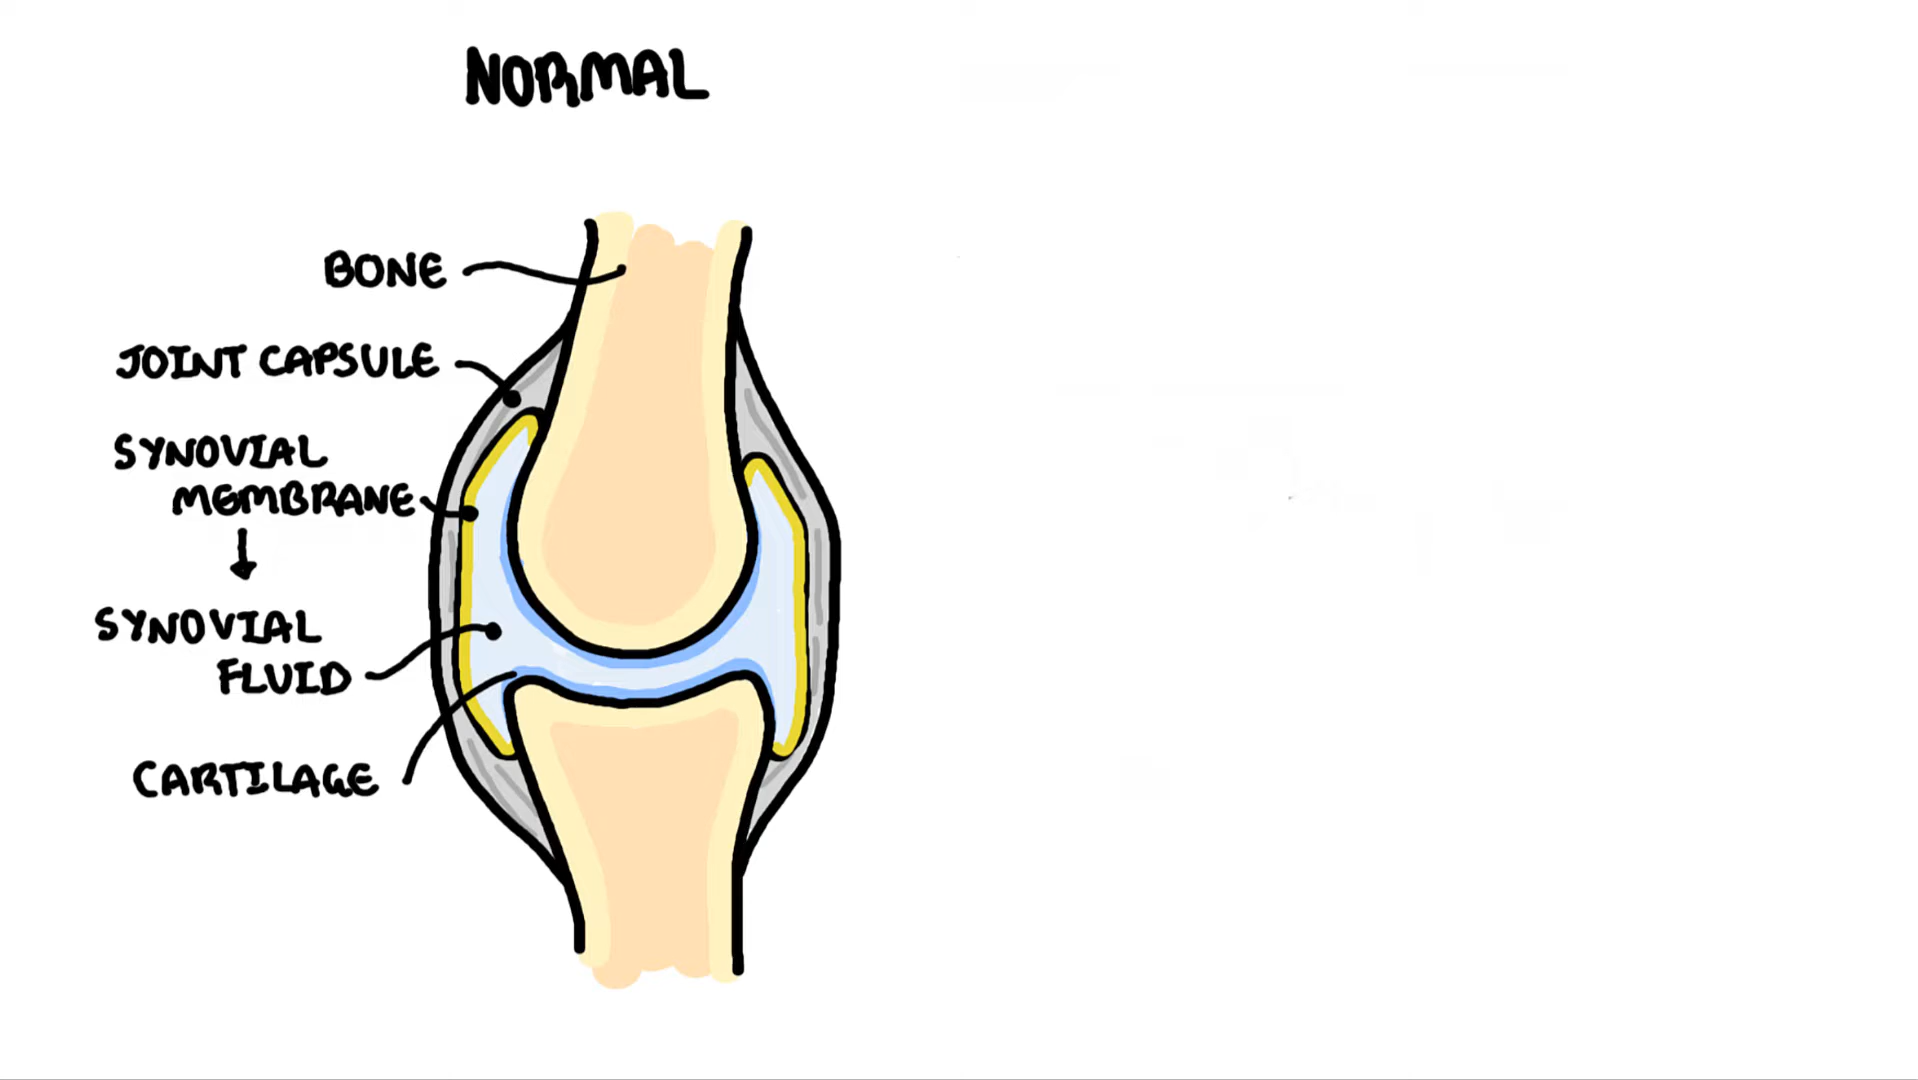 NORMAL
BONE
JOINT CAPSULE
SYNOVIAL
MEMBRANE
↓
SYNOVIAL
FLUID
CARTILAGE